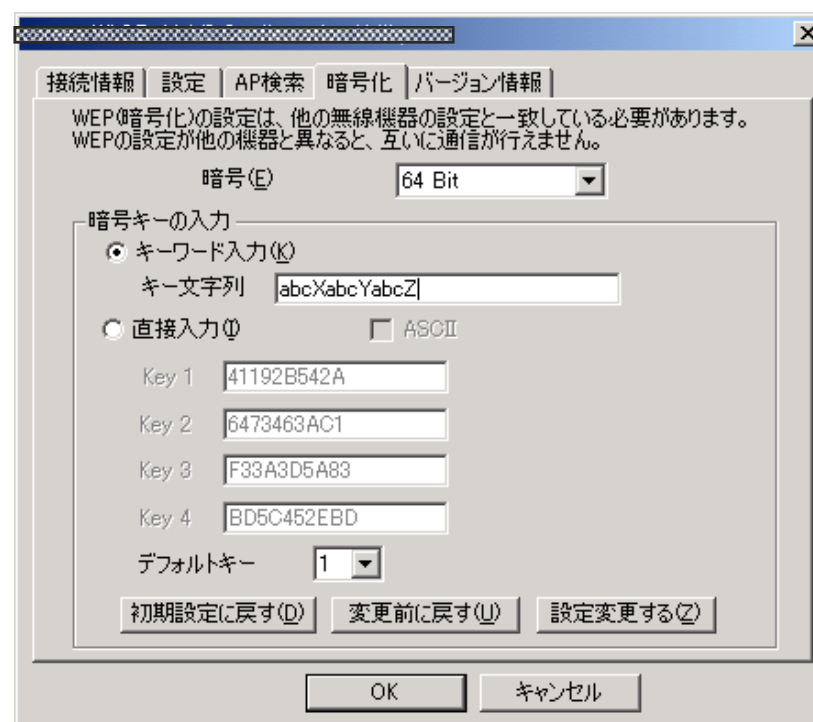 接続情報 設定 AP検索 暗号化 バージョン情報
WEP(暗号化)の設定は、他の無線機器の設定と一致している必要があります。
WEPの設定が他の機器と異なると、互いに通信が行えません。
暗号(E) 64 Bit
暗号キーの入力
キーワード入力(K)
キー文字列 abcXabcYabcZ
直接入力(I) ASCII
Key 1 41192B542A
Key 2 6473463AC1
Key 3 F33A3D5A83
Key 4 BD5C452EBD
デフォルトキー 1
初期設定に戻す(D) 変更前に戻す(U) 設定変更する(Z)
OK キャンセル